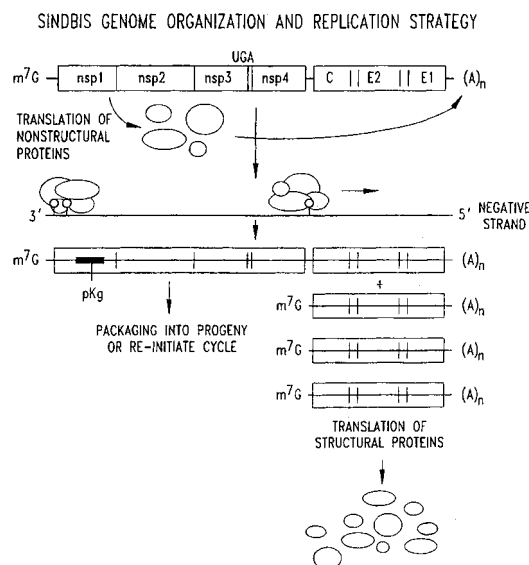 SINDBIS GENOME ORGANIZATION AND REPLICATION STRATEGY
UGA
m⁷G nsp1 nsp2 nsp3 nsp4 C E2 E1 (A)n
TRANSLATION OF
NONSTRUCTURAL
PROTEINS
3' 5' NEGATIVE
STRAND
m⁷G (A)n
pKg
+
PACKAGING INTO PROGENY
OR RE-INITIATE CYCLE
m⁷G (A)n
m⁷G (A)n
m⁷G (A)n
TRANSLATION OF
STRUCTURAL PROTEINS